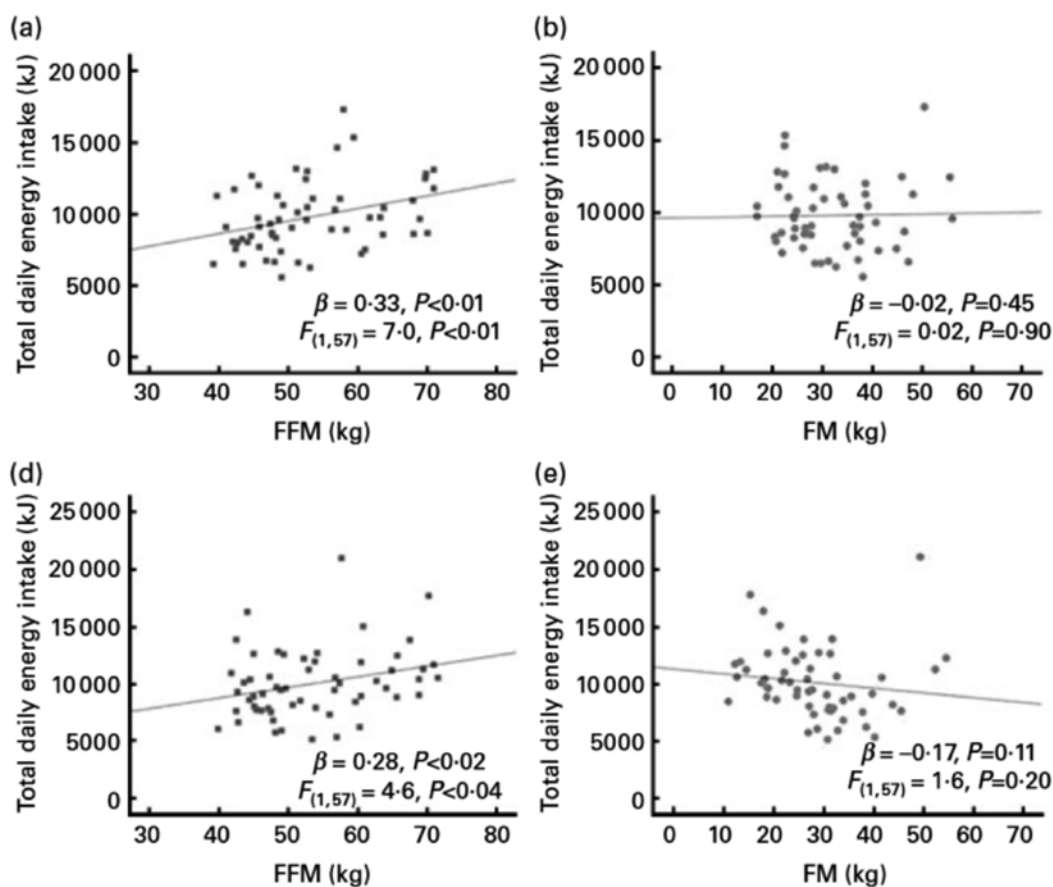 (a)
Total daily energy intake (kJ)
20 000
15 000
10 000
5000
0
β = 0·33, P<0·01
F(1,57) = 7·0, P<0·01
30 40 50 60 70 80
FFM (kg)
(b)
Total daily energy intake (kJ)
20 000
15 000
10 000
5000
0
β = –0·02, P=0·45
F(1,57) = 0·02, P=0·90
0 10 20 30 40 50 60 70
FM (kg)
(d)
Total daily energy intake (kJ)
25 000
20 000
15 000
10 000
5000
0
β = 0·28, P<0·02
F(1,57) = 4·6, P<0·04
30 40 50 60 70 80
FFM (kg)
(e)
Total daily energy intake (kJ)
25 000
20 000
15 000
10 000
5000
0
β = –0·17, P=0·11
F(1,57) = 1·6, P=0·20
0 10 20 30 40 50 60 70
FM (kg)